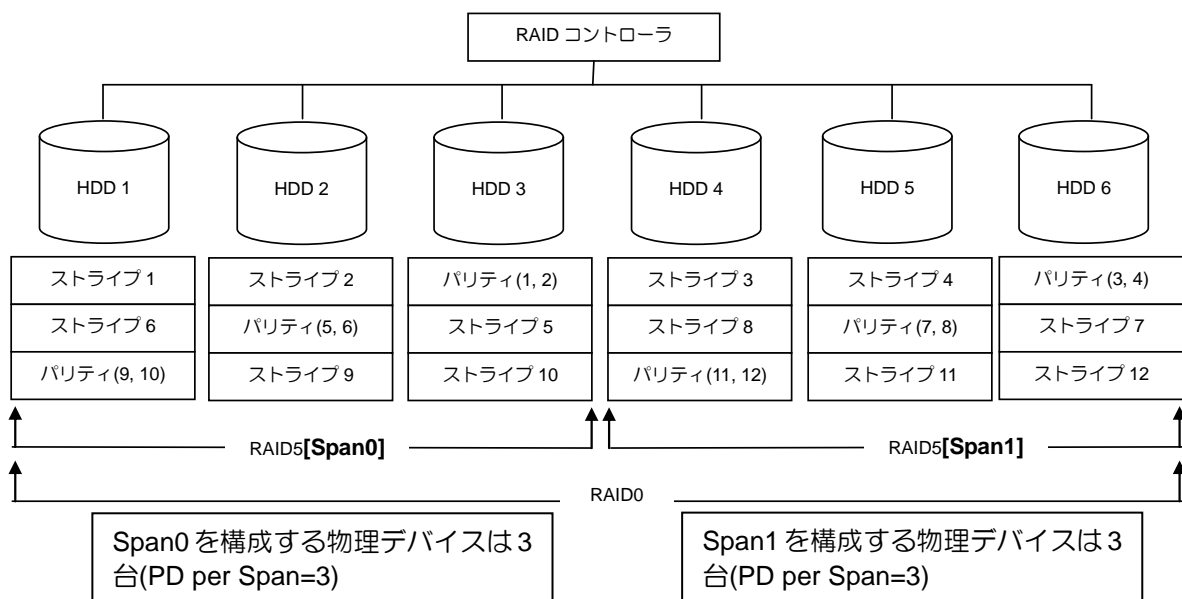 RAID コントローラ
HDD 1
HDD 2
HDD 3
HDD 4
HDD 5
HDD 6
ストライプ 1
ストライプ 2
パリティ(1, 2)
ストライプ 3
ストライプ 4
パリティ(3, 4)
ストライプ 6
パリティ(5, 6)
ストライプ 5
ストライプ 8
パリティ(7, 8)
ストライプ 7
パリティ(9, 10)
ストライプ 9
ストライプ 10
パリティ(11, 12)
ストライプ 11
ストライプ 12
RAID5[Span0]
RAID5[Span1]
RAID0
Span0 を構成する物理デバイスは 3
台(PD per Span=3)
Span1 を構成する物理デバイスは 3
台(PD per Span=3)